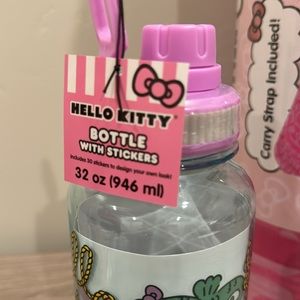 HELLO KITTY
BOTTLE
WITH STICKERS
Includes 30 stickers to design your own look!
32 oz (946 ml)
Carry Strap Included!